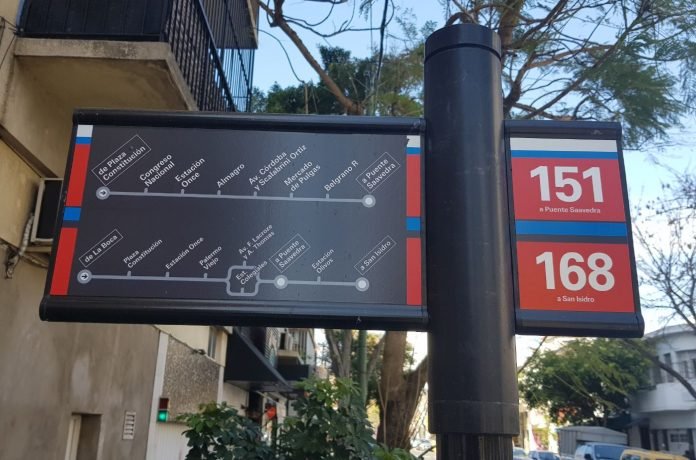 de Plaza
Constitución
Congreso
Nacional
Estación
Once
Almagro
Av. Córdoba
y Scalabrini Ortiz
Mercado
de Pulgas
Belgrano R
a Puente
Saavedra
de La Boca
Plaza
Constitución
Estación Once
Palermo
Viejo
Av. F. Lacroze
y A. Thomas
Est.
Colegiales
a Puente
Saavedra
Estación
Olivos
a San Isidro
151
a Puente Saavedra
168
a San Isidro